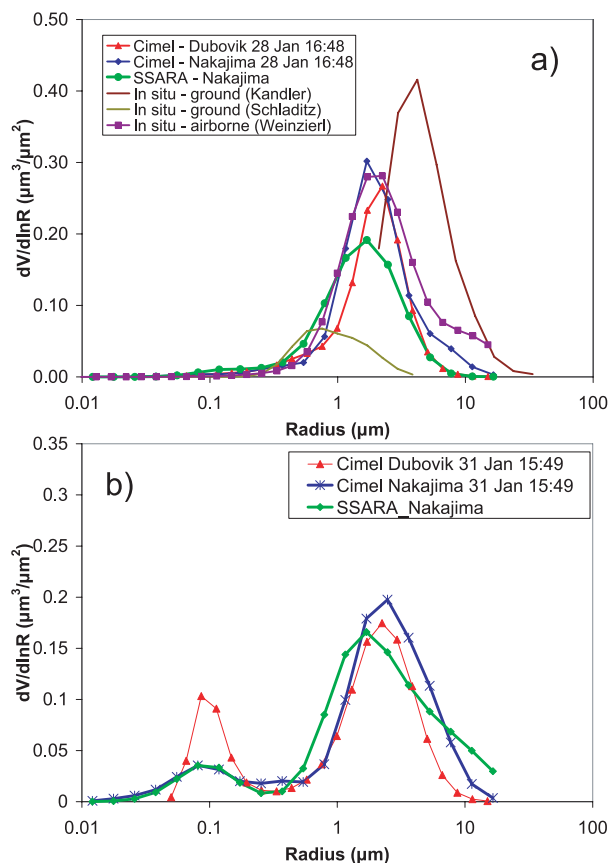 0.50
0.40
0.30
0.20
0.10
0.00
dV/dlnR (µm³/µm²)
Cimel - Dubovik 28 Jan 16:48
Cimel - Nakajima 28 Jan 16:48
SSARA - Nakajima
In situ - ground (Kandler)
In situ - ground (Schladitz)
In situ - airborne (Weinzierl)
a)
0.01 0.1 1 10 100
Radius (µm)
0.35
0.3
0.25
0.2
0.15
0.1
0.05
0
dV/dlnR (µm³/µm²)
b)
Cimel Dubovik 31 Jan 15:49
Cimel Nakajima 31 Jan 15:49
SSARA_Nakajima
0.01 0.1 1 10 100
Radius (µm)